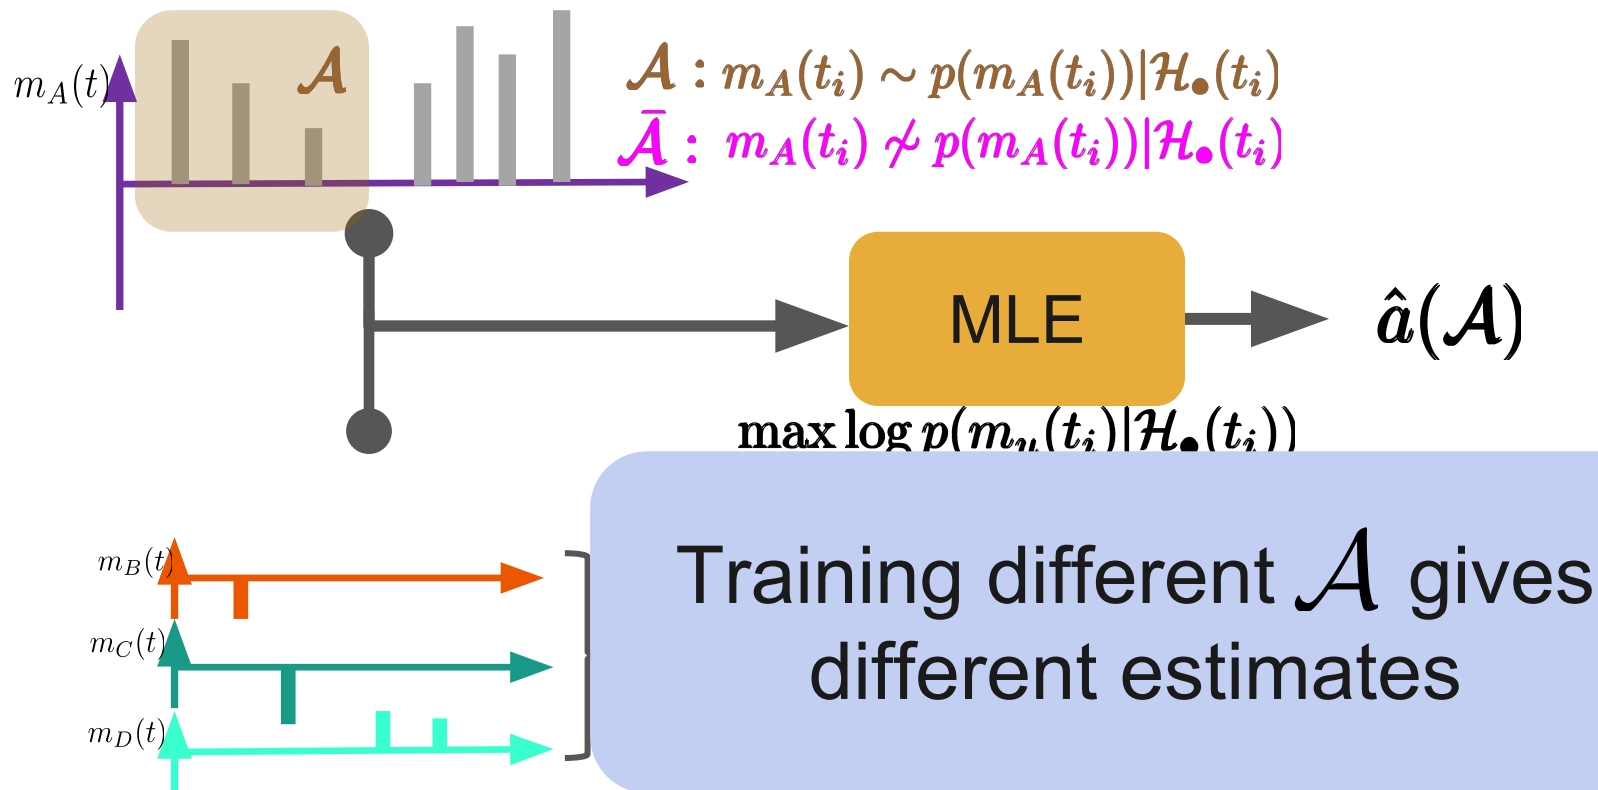 m_A(t)
𝒜
𝒜 : m_A(t_i) ∼ p(m_A(t_i))|ℋ_•(t_i)
𝒜̄ : m_A(t_i) ≁ p(m_A(t_i))|ℋ_•(t_i)
MLE
â(𝒜)
max log p(m_u(t_i)|ℋ_•(t_i))
m_B(t)
m_C(t)
m_D(t)
Training different 𝒜 gives
different estimates